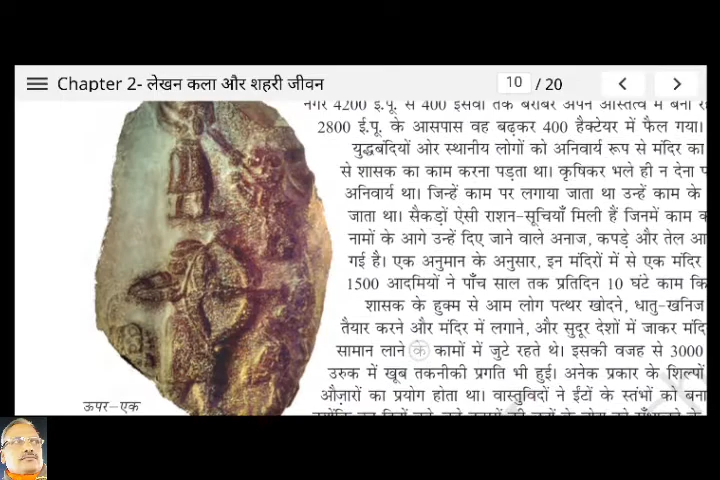 Chapter 2- लेखन कला और शहरी जीवन
10 / 20
नगर 4200 ई.पू. से 400 ईसवी तक बराबर अपने अस्तित्व में बना
2800 ई.पू. के आसपास वह बढ़कर 400 हैक्टेयर में फैल गया।
युद्धबंदियों ओर स्थानीय लोगों को अनिवार्य रूप से मंदिर का
से शासक का काम करना पड़ता था। कृषिकर भले ही न देना
अनिवार्य था। जिन्हें काम पर लगाया जाता था उन्हें काम के
जाता था। सैकड़ों ऐसी राशन-सूचियाँ मिली हैं जिनमें काम
नामों के आगे उन्हें दिए जाने वाले अनाज, कपड़े और तेल
गई है। एक अनुमान के अनुसार, इन मंदिरों में से एक मंदिर
1500 आदमियों ने पाँच साल तक प्रतिदिन 10 घंटे काम
शासक के हुक्म से आम लोग पत्थर खोदने, धातु-खनिज
तैयार करने और मंदिर में लगाने, और सुदूर देशों में जाकर
सामान लाने के कामों में जुटे रहते थे। इसकी वजह से 3000
उरुक में खूब तकनीकी प्रगति भी हुई। अनेक प्रकार के शिल्पों
औज़ारों का प्रयोग होता था। वास्तुविदों ने ईंटों के स्तंभों को
ऊपर-एक